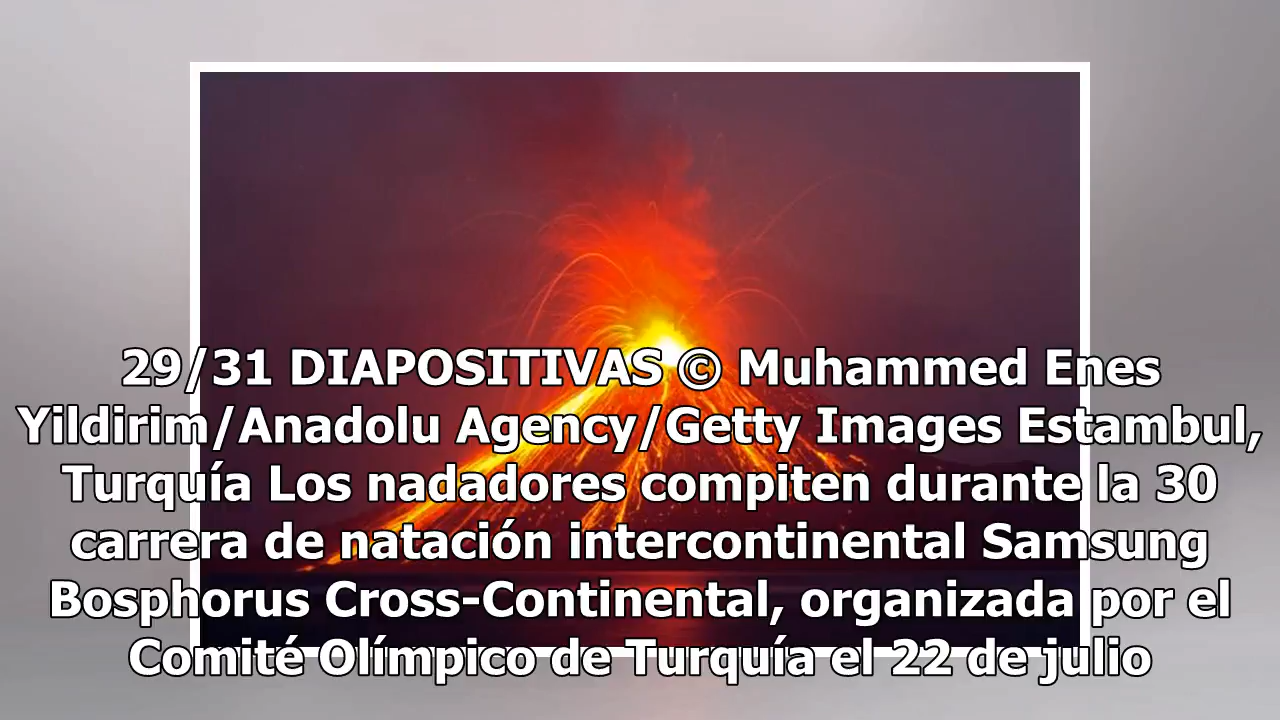 29/31 DIAPOSITIVAS © Muhammed Enes
Yildirim/Anadolu Agency/Getty Images Estambul,
Turquía Los nadadores compiten durante la 30
carrera de natación intercontinental Samsung
Bosphorus Cross-Continental, organizada por el
Comité Olímpico de Turquía el 22 de julio